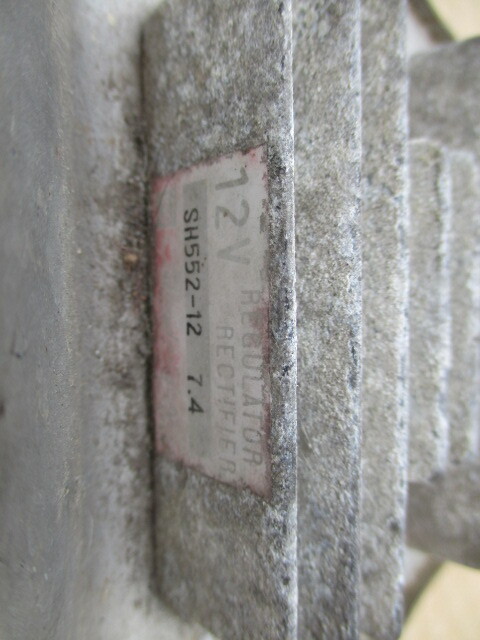 12V REGULATOR
RECTIFIER
SH552-12 7.4